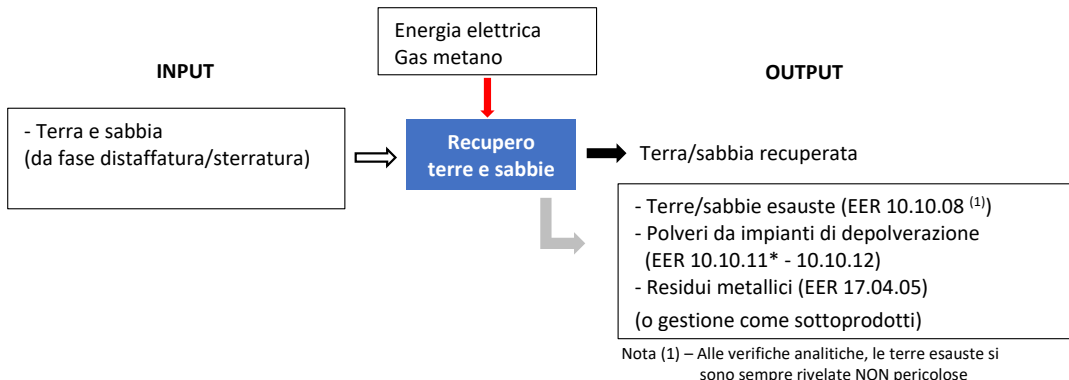 Energia elettrica
Gas metano
INPUT
OUTPUT
- Terra e sabbia
(da fase distaffatura/sterratura)
Recupero
terre e sabbie
Terra/sabbia recuperata
- Terre/sabbie esauste (EER 10.10.08 (1))
- Polveri da impianti di depolverazione
(EER 10.10.11* - 10.10.12)
- Residui metallici (EER 17.04.05)
(o gestione come sottoprodotti)
Nota (1) – Alle verifiche analitiche, le terre esauste si
sono sempre rivelate NON pericolose